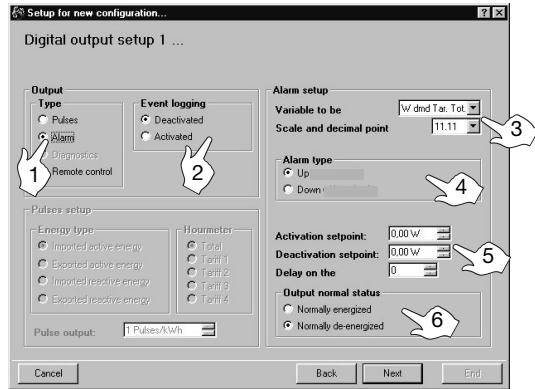 Setup for new configuration...
Digital output setup 1 ...
Output
Type
Pulses
Alarm
Diagnostics
Remote control
1
Event logging
Deactivated
Activated
2
Pulses setup
Energy type
Imported active energy
Exported active energy
Imported reactive energy
Exported reactive energy
Hourmeter
Total
Tariff 1
Tariff 2
Tariff 3
Tariff 4
Pulse output:
1 Pulses/kWh
Alarm setup
Variable to be
W dmd Tar. Tot.
Scale and decimal point
11.11
3
Alarm type
Up
Down
4
Activation setpoint:
0,00 W
Deactivation setpoint:
0,00 W
Delay on the
0
5
Output normal status
Normally energized
Normally de-energized
6
Cancel
Back
Next
End